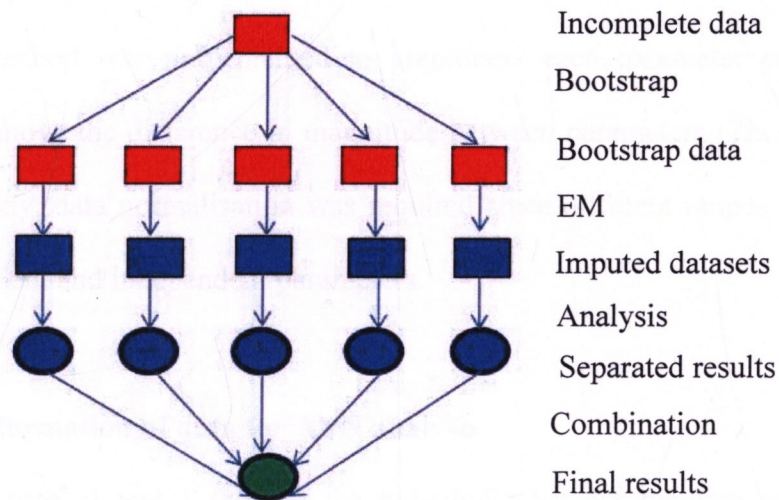 Incomplete data
Bootstrap
Bootstrap data
EM
Imputed datasets
Analysis
Separated results
Combination
Final results